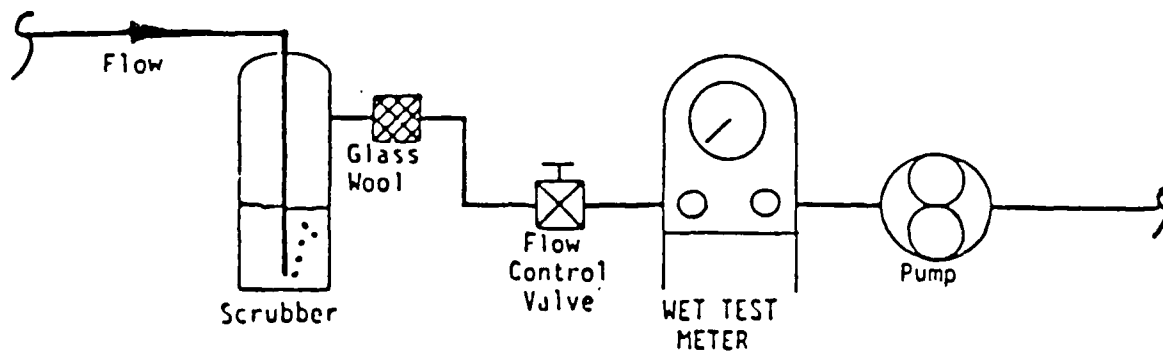 Flow
Glass
Wool
Flow
Control
Valve
Scrubber
WET TEST
METER
Pump